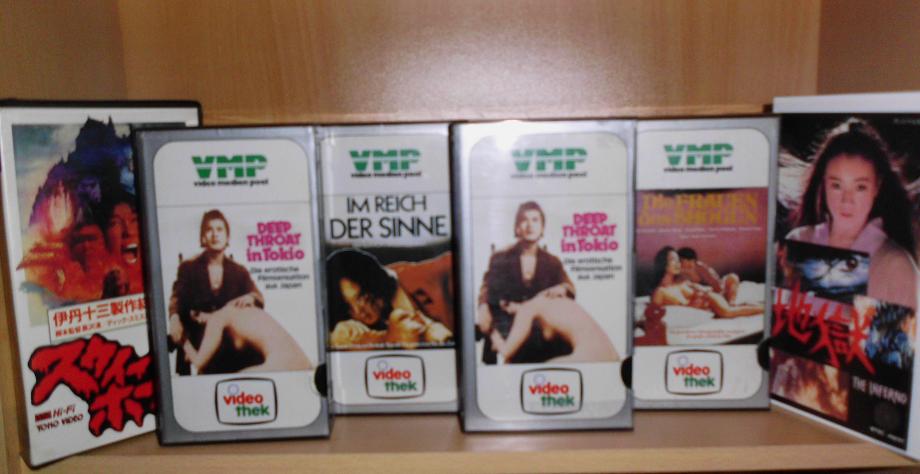 伊丹十三製作総
スウィー
ホー
Hi-Fi
TOHO VIDEO
VMP
video medien pool
DEEP
THROAT
in Tokio
Die erotische
Filmsensation
aus Japan
video
thek
VMP
video medien pool
IM REICH
DER SINNE
video
thek
VMP
video medien pool
DEEP
THROAT
in Tokio
Die erotische
Filmsensation
aus Japan
video
thek
VMP
video medien pool
Die FRAUEN
des SHOGUN
video
thek
地獄
THE INFERNO